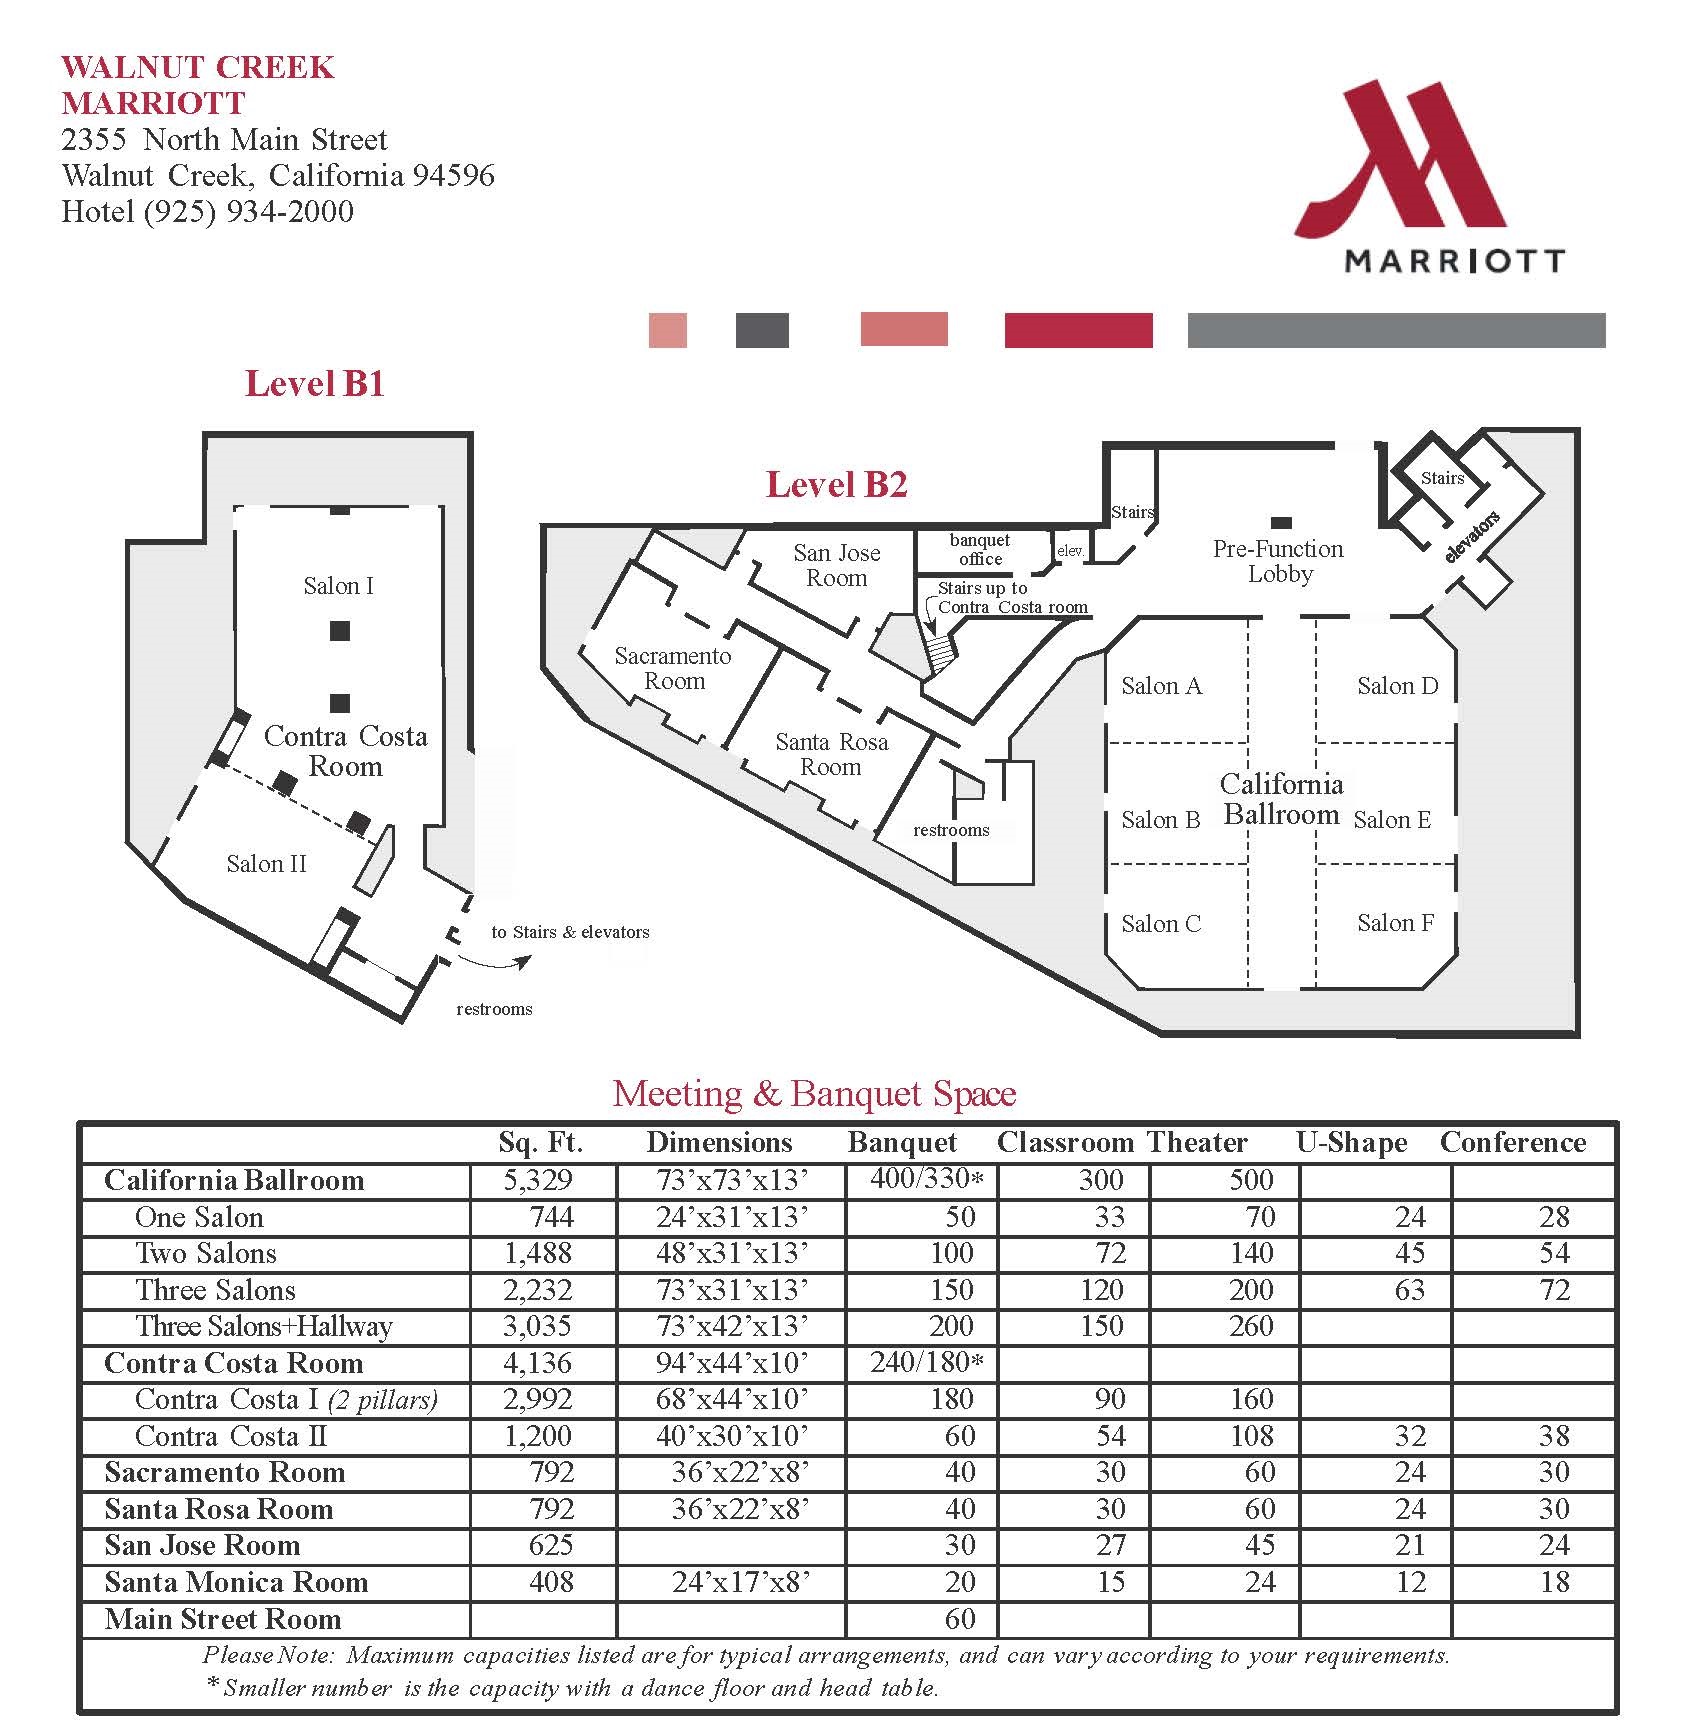 WALNUT CREEK
MARRIOTT
2355 North Main Street
Walnut Creek, California 94596
Hotel (925) 934-2000
MARRIOTT
Level B1
Level B2
Salon I
Contra Costa
Room
Salon II
to Stairs & elevators
restrooms
San Jose
Room
banquet
office
elev.
Stairs
Pre-Function
Lobby
Stairs
elevators
Stairs up to
Contra Costa room
Sacramento
Room
Santa Rosa
Room
restrooms
Salon A
Salon D
California
Ballroom
Salon B
Salon E
Salon C
Salon F
Meeting & Banquet Space
Sq. Ft. Dimensions Banquet Classroom Theater U-Shape Conference
California Ballroom 5,329 73’x73’x13’ 400/330* 300 500
One Salon 744 24’x31’x13’ 50 33 70 24 28
Two Salons 1,488 48’x31’x13’ 100 72 140 45 54
Three Salons 2,232 73’x31’x13’ 150 120 200 63 72
Three Salons+Hallway 3,035 73’x42’x13’ 200 150 260
Contra Costa Room 4,136 94’x44’x10’ 240/180*
Contra Costa I (2 pillars) 2,992 68’x44’x10’ 180 90 160
Contra Costa II 1,200 40’x30’x10’ 60 54 108 32 38
Sacramento Room 792 36’x22’x8’ 40 30 60 24 30
Santa Rosa Room 792 36’x22’x8’ 40 30 60 24 30
San Jose Room 625 30 27 45 21 24
Santa Monica Room 408 24’x17’x8’ 20 15 24 12 18
Main Street Room 60
Please Note: Maximum capacities listed are for typical arrangements, and can vary according to your requirements.
*Smaller number is the capacity with a dance floor and head table.